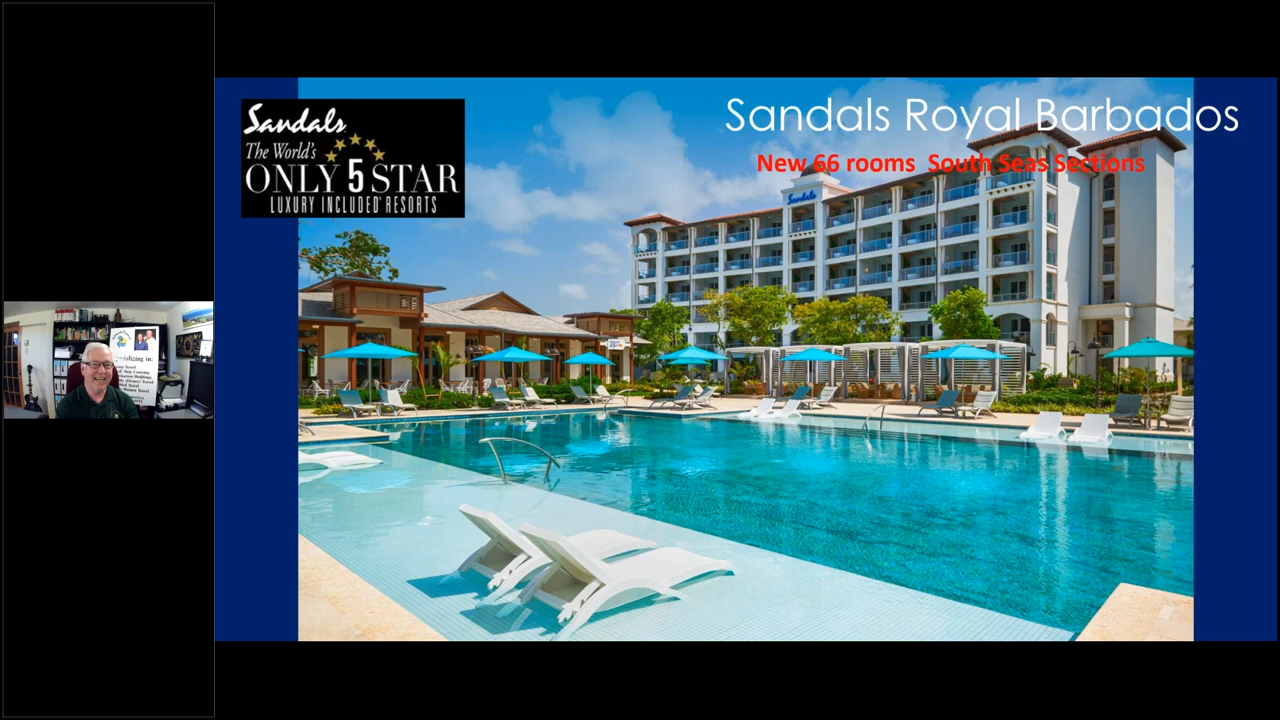 Sandals
The World's
ONLY 5 STAR
LUXURY INCLUDED® RESORTS
Sandals Royal Barbados
New 66 rooms South Seas Sections
Sandals